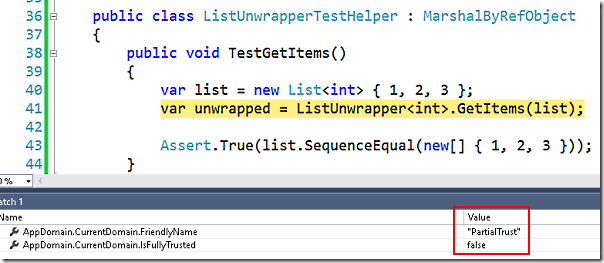 35
36 public class ListUnwrapperTestHelper : MarshalByRefObject
37 {
38 public void TestGetItems()
39 {
40 var list = new List<int> { 1, 2, 3 };
41 var unwrapped = ListUnwrapper<int>.GetItems(list);
42
43 Assert.True(list.SequenceEqual(new[] { 1, 2, 3 }));
44 }
0 %
atch 1
Name Value
AppDomain.CurrentDomain.FriendlyName "PartialTrust"
AppDomain.CurrentDomain.IsFullyTrusted false